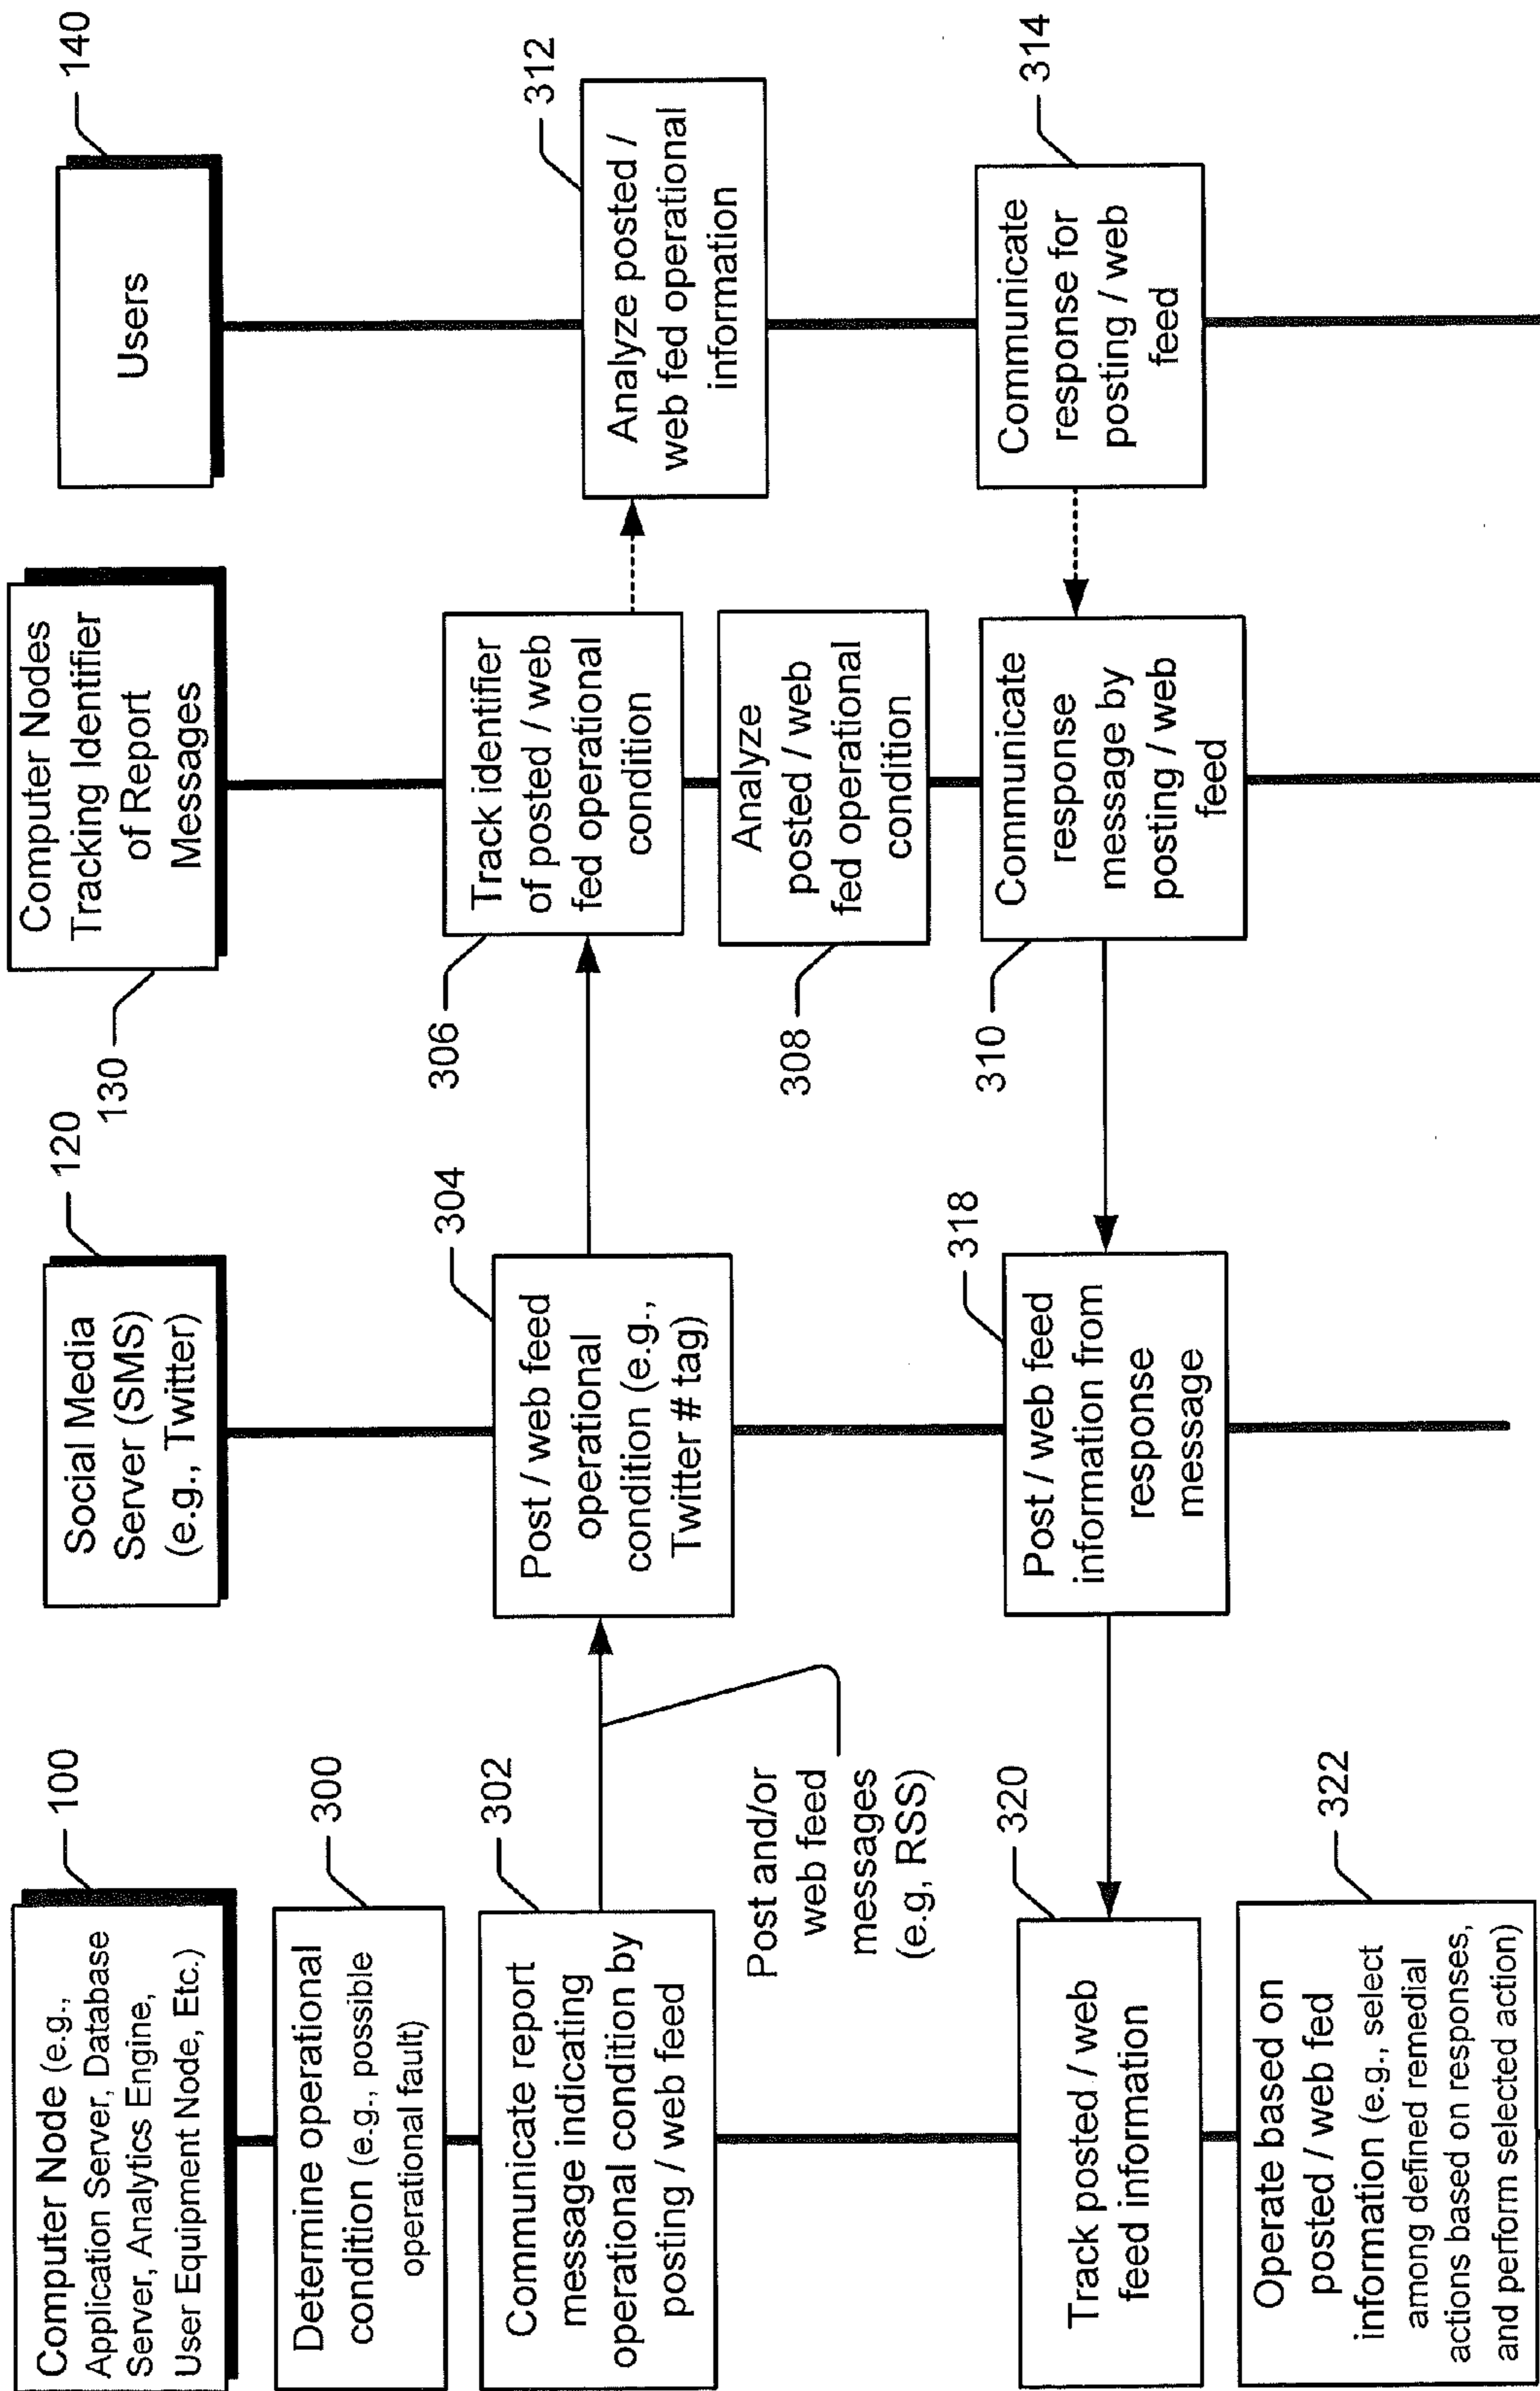 Computer Node (e.g.,
Application Server, Database
Server, Analytics Engine,
User Equipment Node, Etc.)
100
Determine operational
condition (e.g., possible
operational fault)
300
Communicate report
message indicating
operational condition by
posting / web feed
302
Post and/or
web feed
messages
(e.g, RSS)
Track posted / web
feed information
320
Operate based on
posted / web fed
information (e.g., select
among defined remedial
actions based on responses,
and perform selected action)
322
Social Media
Server (SMS)
(e.g., Twitter)
120
Post / web feed
operational
condition (e.g.,
Twitter # tag)
304
Post / web feed
information from
response
message
318
Computer Nodes
Tracking Identifier
of Report
Messages
130
Track identifier
of posted / web
fed operational
condition
306
Analyze
posted / web
fed operational
condition
308
Communicate
response
message by
posting / web
feed
310
Users
140
Analyze posted /
web fed operational
information
312
Communicate
response for
posting / web
feed
314